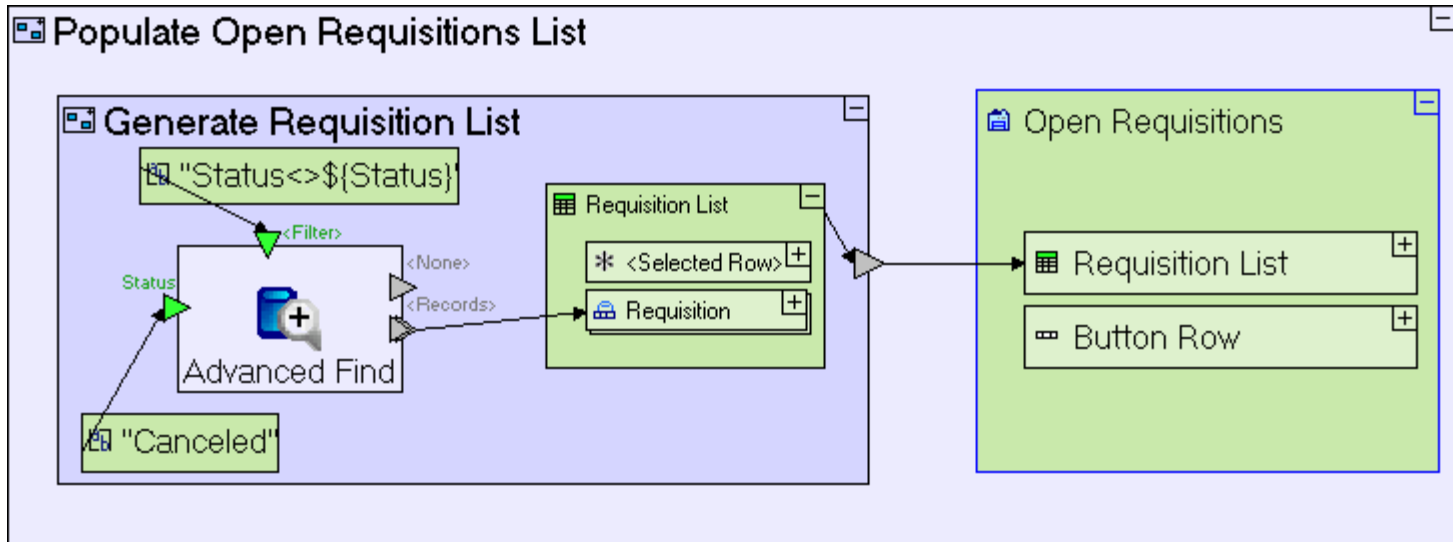 Populate Open Requisitions List
Generate Requisition List
"Status<>${Status}"
<Filter>
Status
<None>
<Records>
Advanced Find
"Canceled"
Requisition List
<Selected Row>
Requisition
Open Requisitions
Requisition List
Button Row